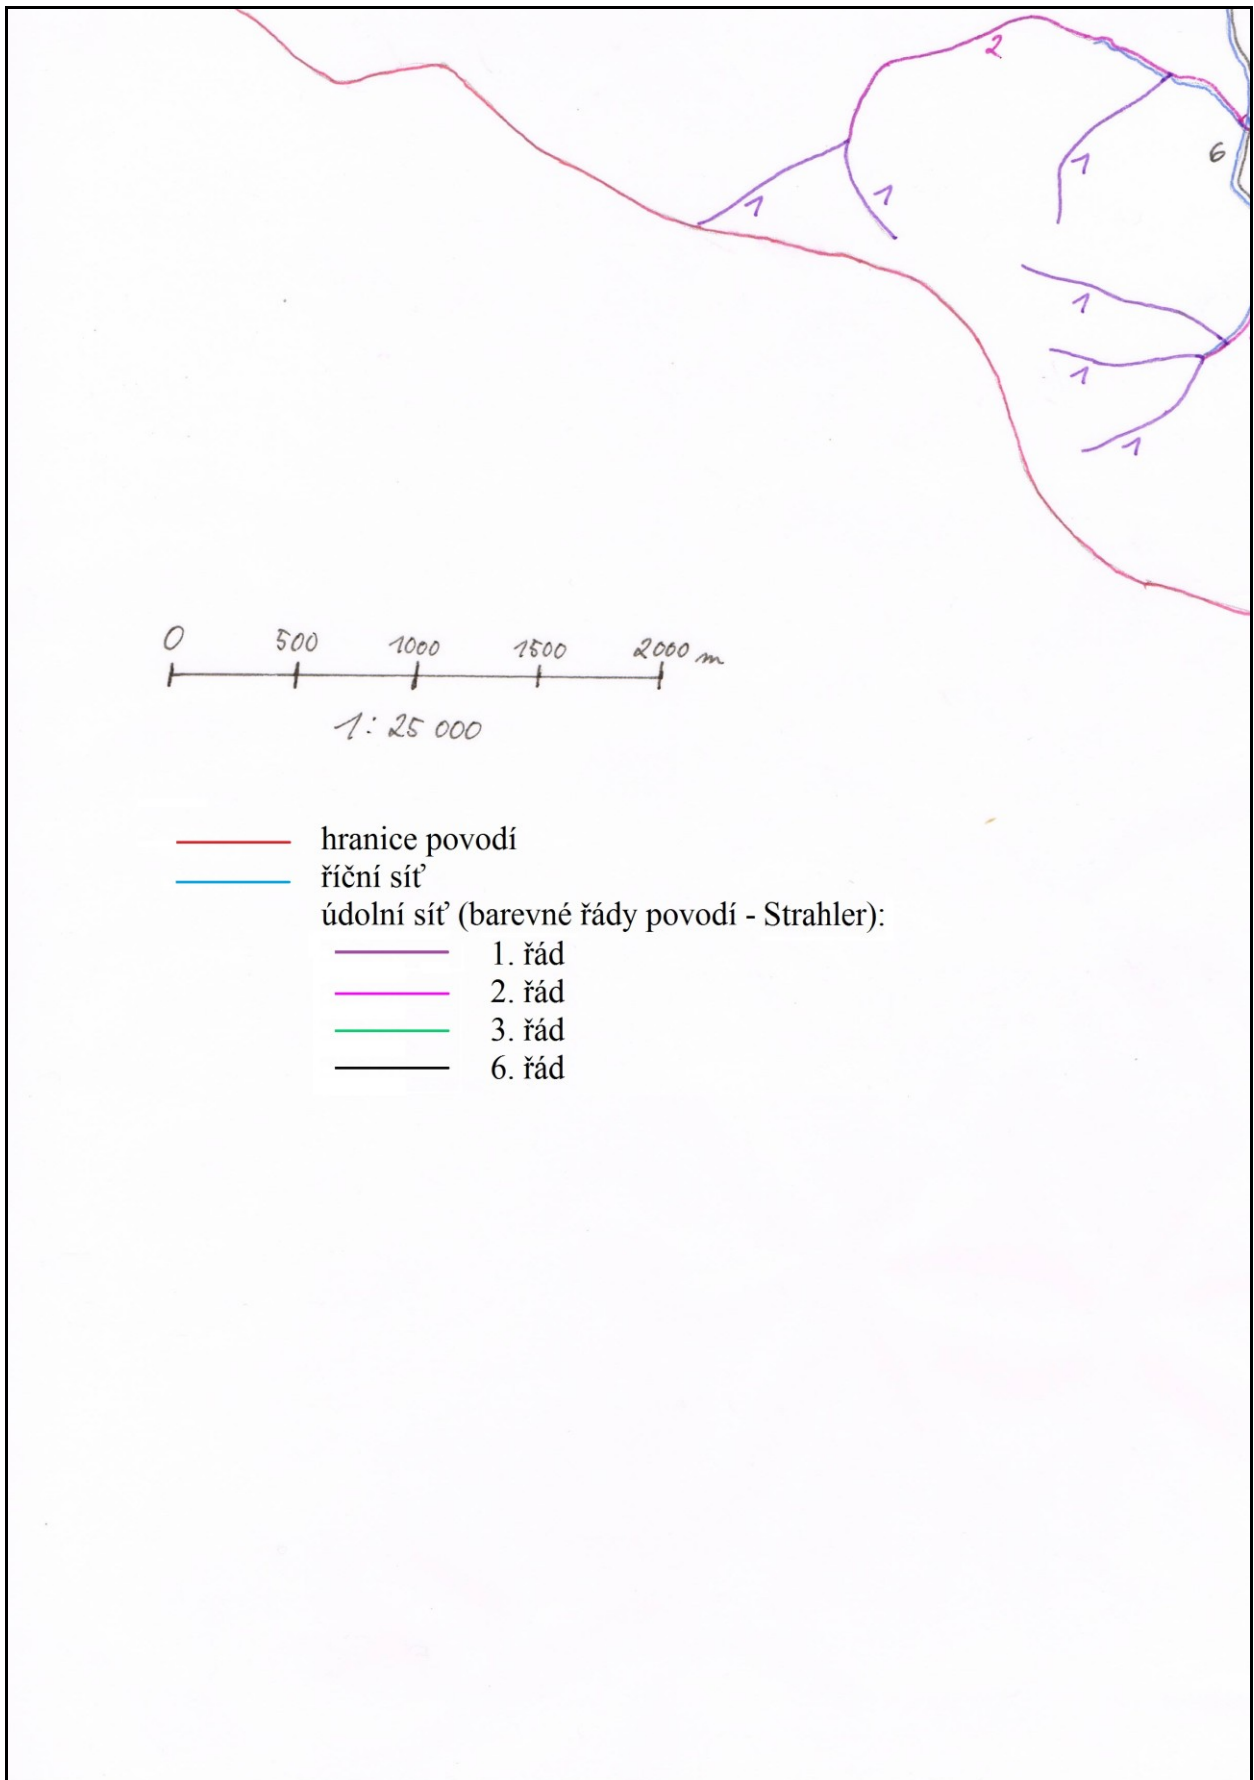 2
6
1
1
1
1
1
1
0 500 1000 1500 2000 m
1: 25 000
hranice povodí
říční síť
údolní síť (barevné řády povodí - Strahler):
1. řád
2. řád
3. řád
6. řád